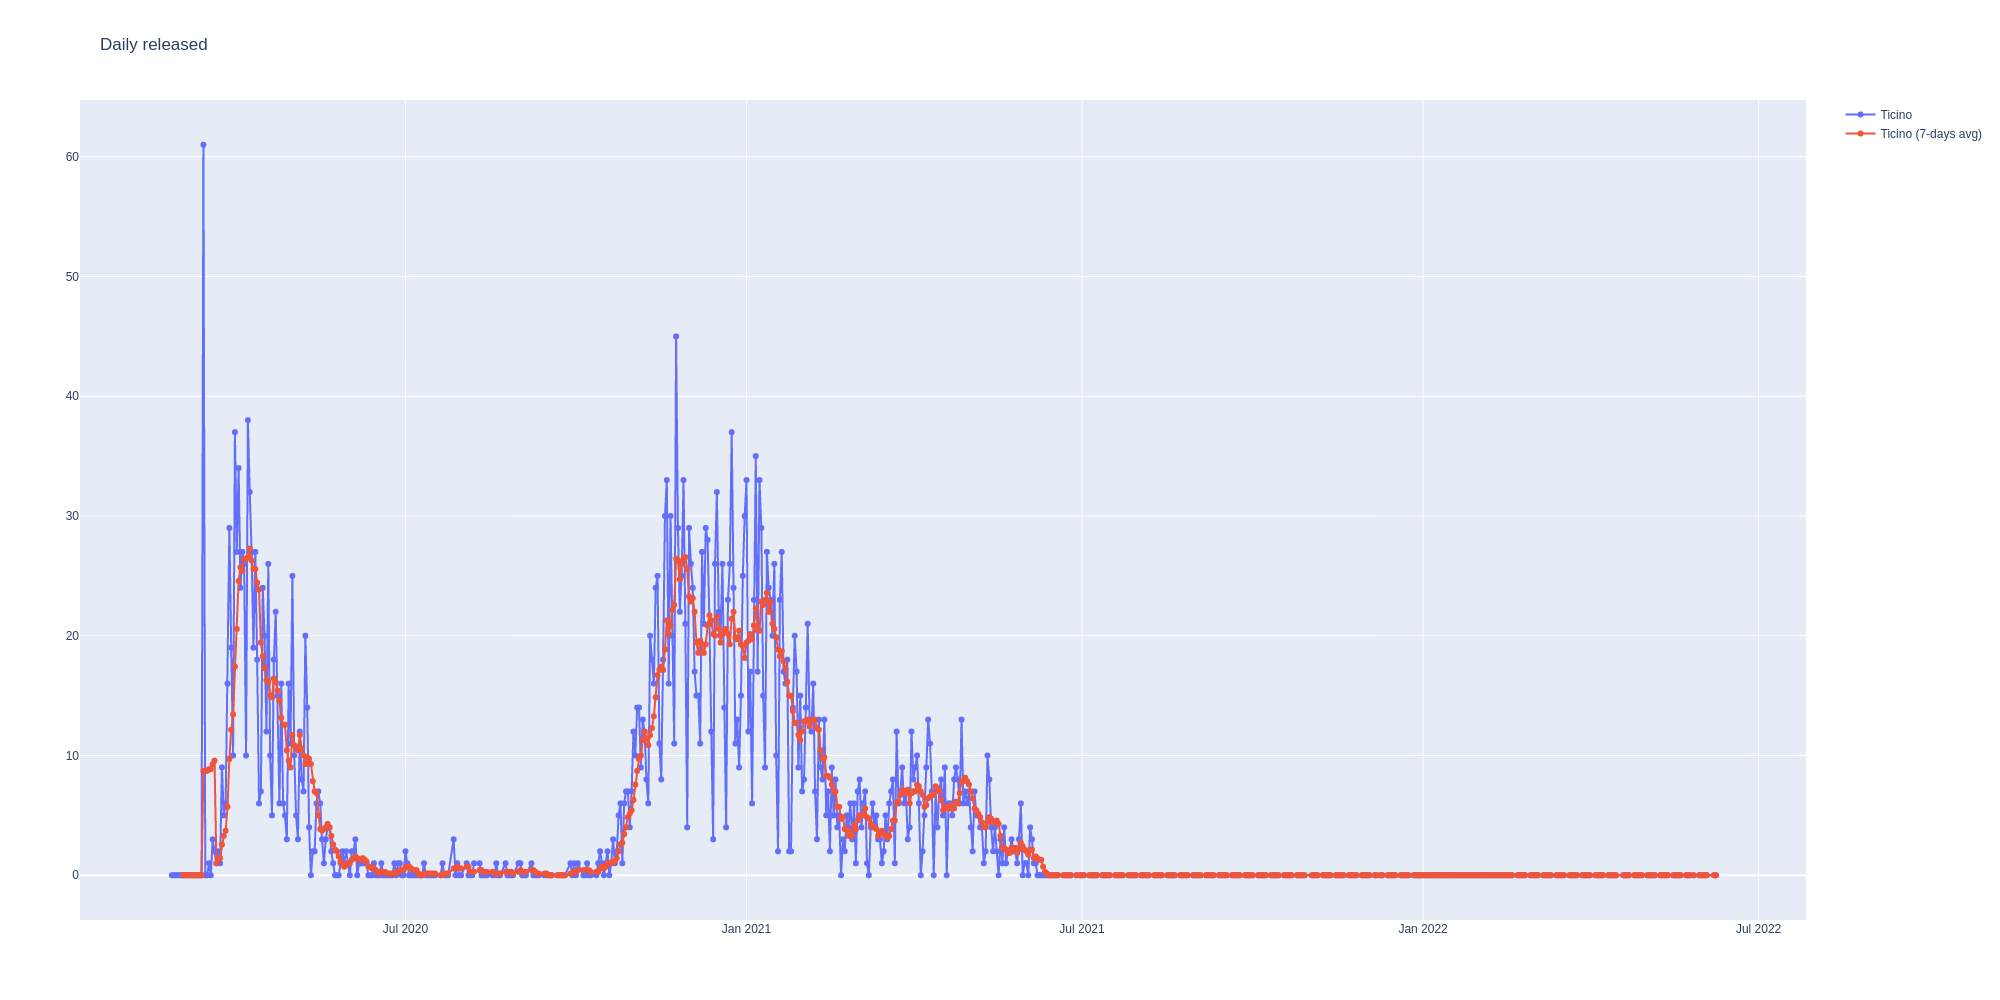 Daily released
Ticino
Ticino (7-days avg)
60
50
40
30
20
10
0
Jul 2020
Jan 2021
Jul 2021
Jan 2022
Jul 2022